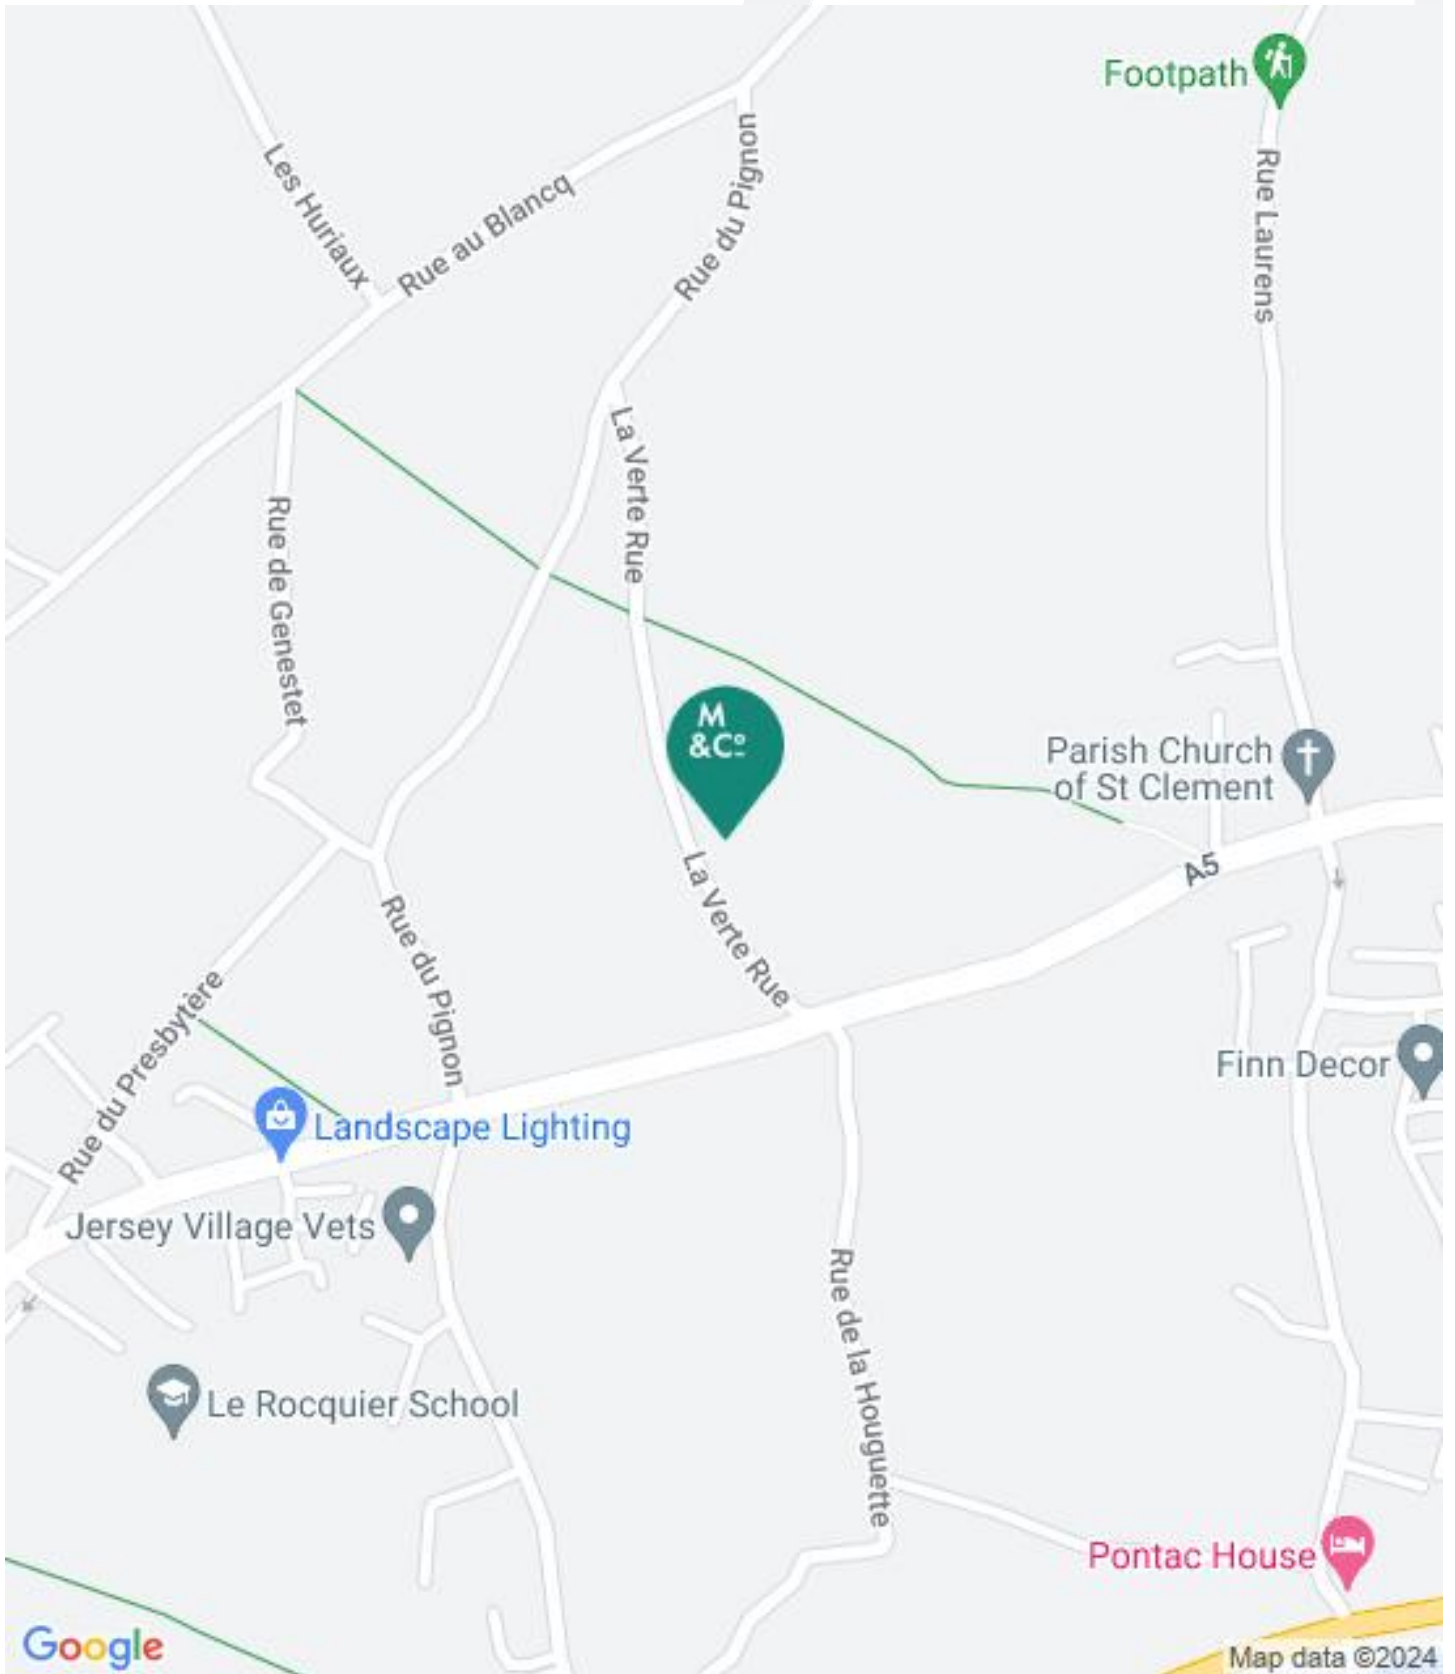 Footpath
Les Huriaux
Rue au Blancq
Rue du Pignon
Rue Laurens
La Verte Rue
Rue de Genestet
M
&Cº
Parish Church
of St Clement
A5
La Verte Rue
Rue du Pignon
Rue du Presbytère
Finn Decor
Landscape Lighting
Jersey Village Vets
Rue de la Houguette
Le Rocquier School
Pontac House
Google
Map data ©2024